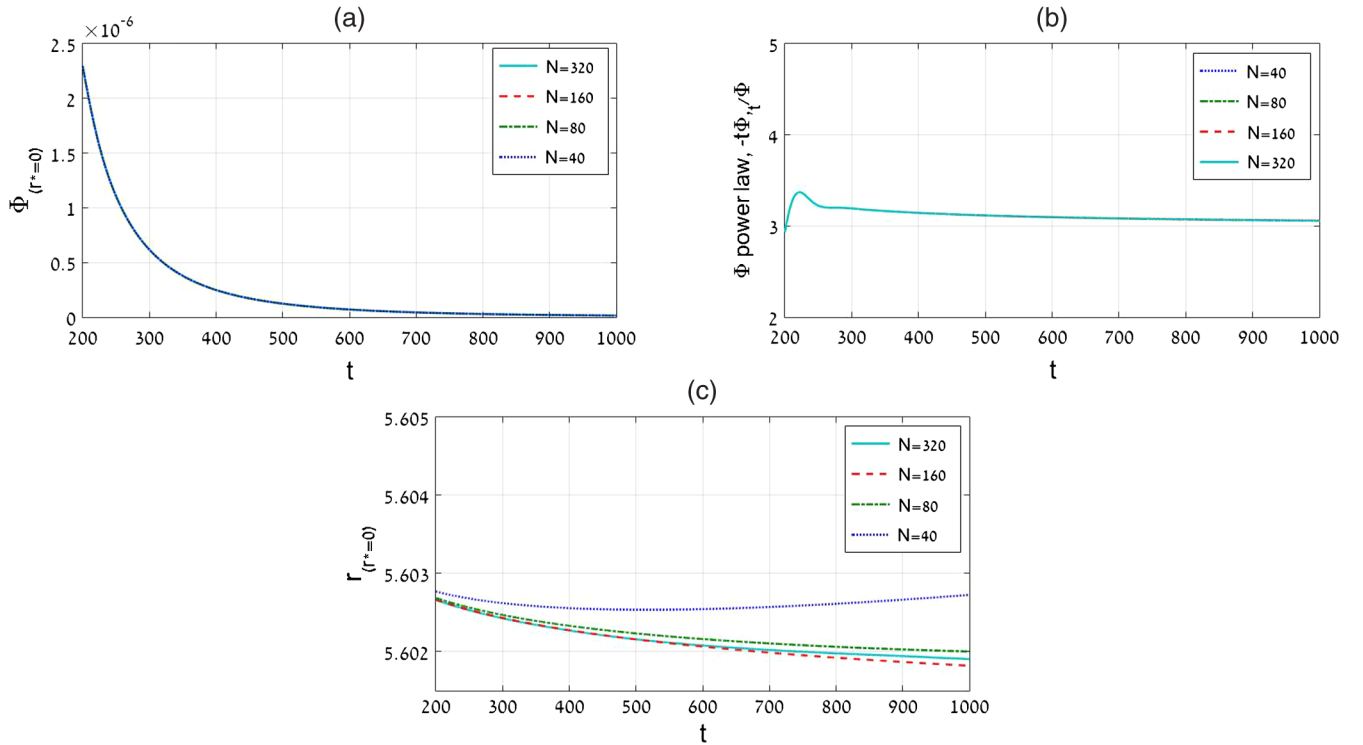 (a)
×10⁻⁶
2.5
2
1.5
1
0.5
0
Φ(r*=0)
200 300 400 500 600 700 800 900 1000
t
N=320
N=160
N=80
N=40
(b)
5
4
3
2
Φ power law, -tΦ,t/Φ
200 300 400 500 600 700 800 900 1000
t
N=40
N=80
N=160
N=320
(c)
5.605
5.604
5.603
5.602
r(r*=0)
200 300 400 500 600 700 800 900 1000
t
N=320
N=160
N=80
N=40